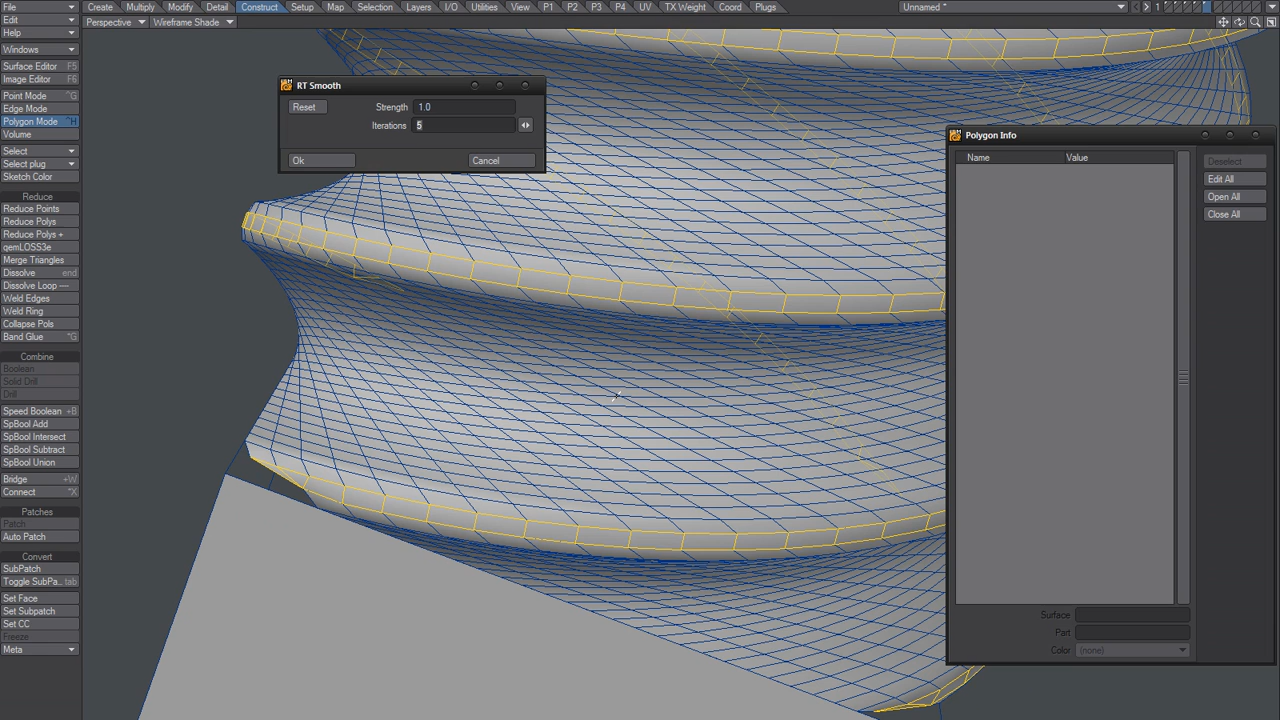 File
Create Multiply Modify Detail Construct Setup Map Selection Layers I/O Utilities View P1 P2 P3 P4 UV TX Weight Coord Plugs
Unnamed *
1
Edit
Perspective
Wireframe Shade
Help
Windows
Surface Editor F5
Image Editor F6
Point Mode ^G
Edge Mode
Polygon Mode ^H
Volume
Select
Select plug
Sketch Color
Reduce
Reduce Points
Reduce Polys
Reduce Polys +
qemLOSS3e
Merge Triangles
Dissolve end
Dissolve Loop
Weld Edges
Weld Ring
Collapse Pols
Band Glue ^G
Combine
Boolean
Solid Drill
Drill
Speed Boolean +B
SpBool Add
SpBool Intersect
SpBool Subtract
SpBool Union
Bridge +W
Connect ^X
Patches
Patch
Auto Patch
Convert
SubPatch
Toggle SubPa.. tab
Set Face
Set Subpatch
Set CC
Freeze
Meta
RT Smooth
Reset
Strength 1.0
Iterations 5
Ok
Cancel
Polygon Info
Name Value
Deselect
Edit All
Open All
Close All
Surface
Part
Color (none)